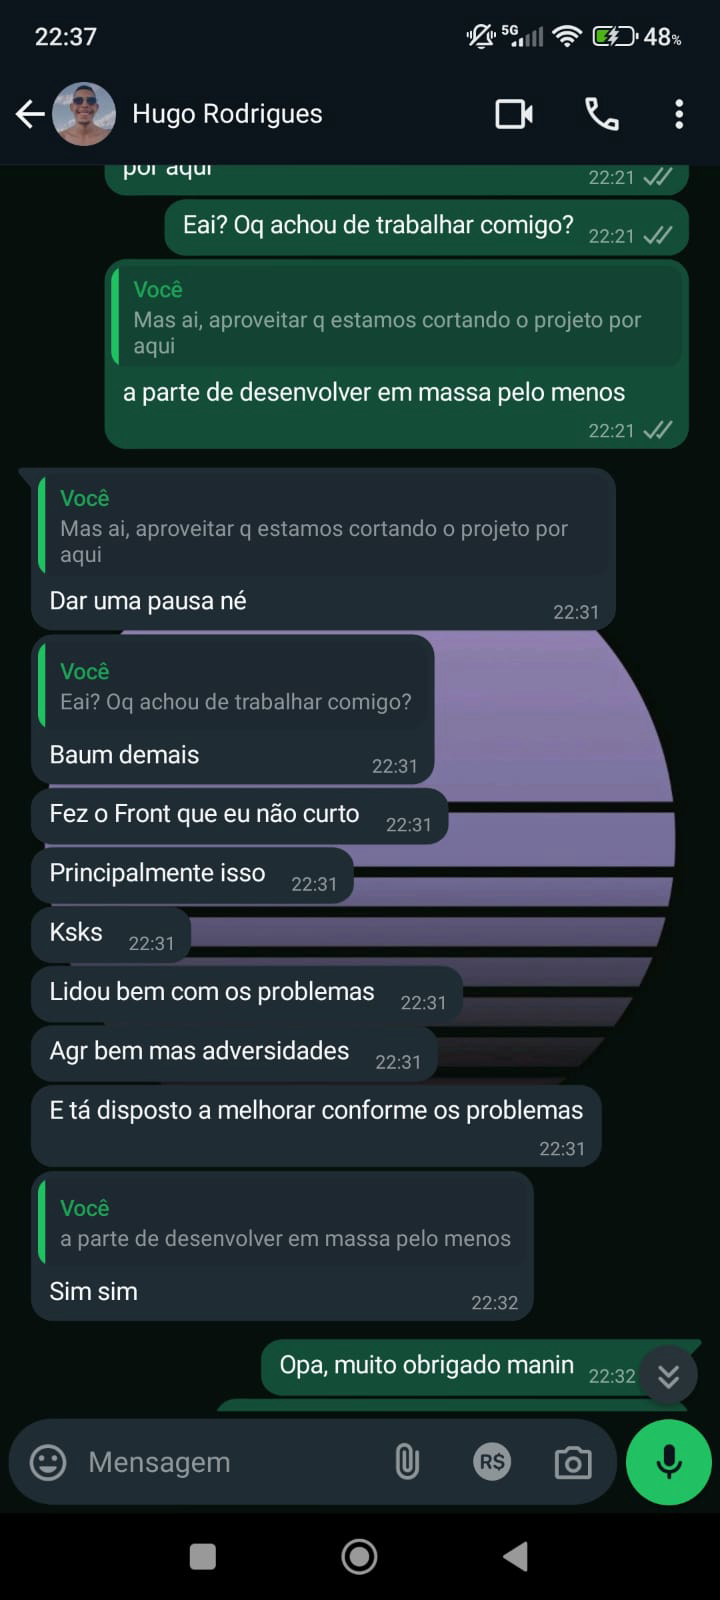 22:37
5G
48%
Hugo Rodrigues
por aqui
22:21
Eai? Oq achou de trabalhar comigo?
22:21
Você
Mas ai, aproveitar q estamos cortando o projeto por
aqui
a parte de desenvolver em massa pelo menos
22:21
Você
Mas ai, aproveitar q estamos cortando o projeto por
aqui
Dar uma pausa né
22:31
Você
Eai? Oq achou de trabalhar comigo?
Baum demais
22:31
Fez o Front que eu não curto
22:31
Principalmente isso
22:31
Ksks
22:31
Lidou bem com os problemas
22:31
Agr bem mas adversidades
22:31
E tá disposto a melhorar conforme os problemas
22:31
Você
a parte de desenvolver em massa pelo menos
Sim sim
22:32
Opa, muito obrigado manin
22:32
Mensagem
R$